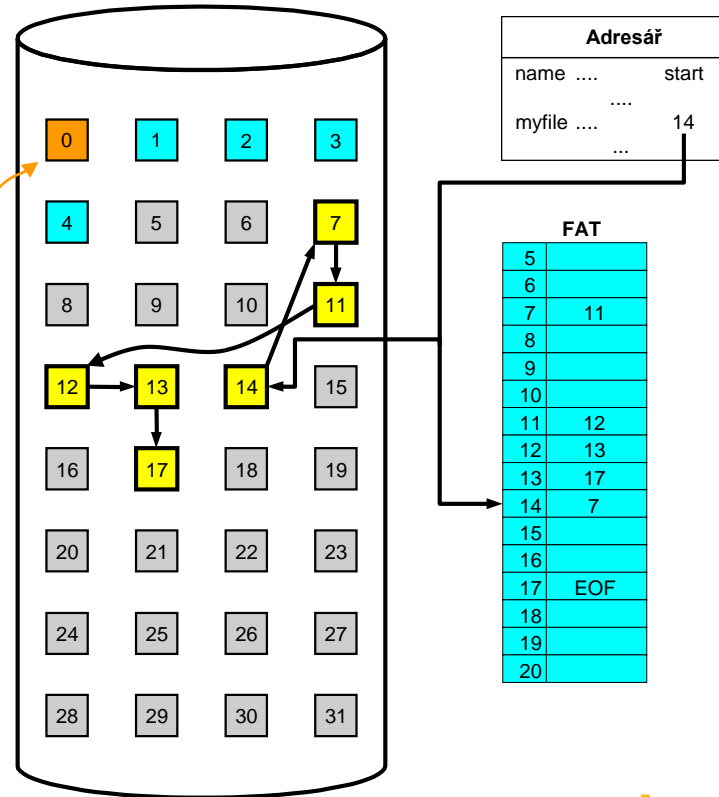 Adresář
name .... start
....
myfile .... 14
...
0 1 2 3
4 5 6 7
8 9 10 11
12 13 14 15
16 17 18 19
20 21 22 23
24 25 26 27
28 29 30 31
FAT
5
6
7 11
8
9
10
11 12
12 13
13 17
14 7
15
16
17 EOF
18
19
20